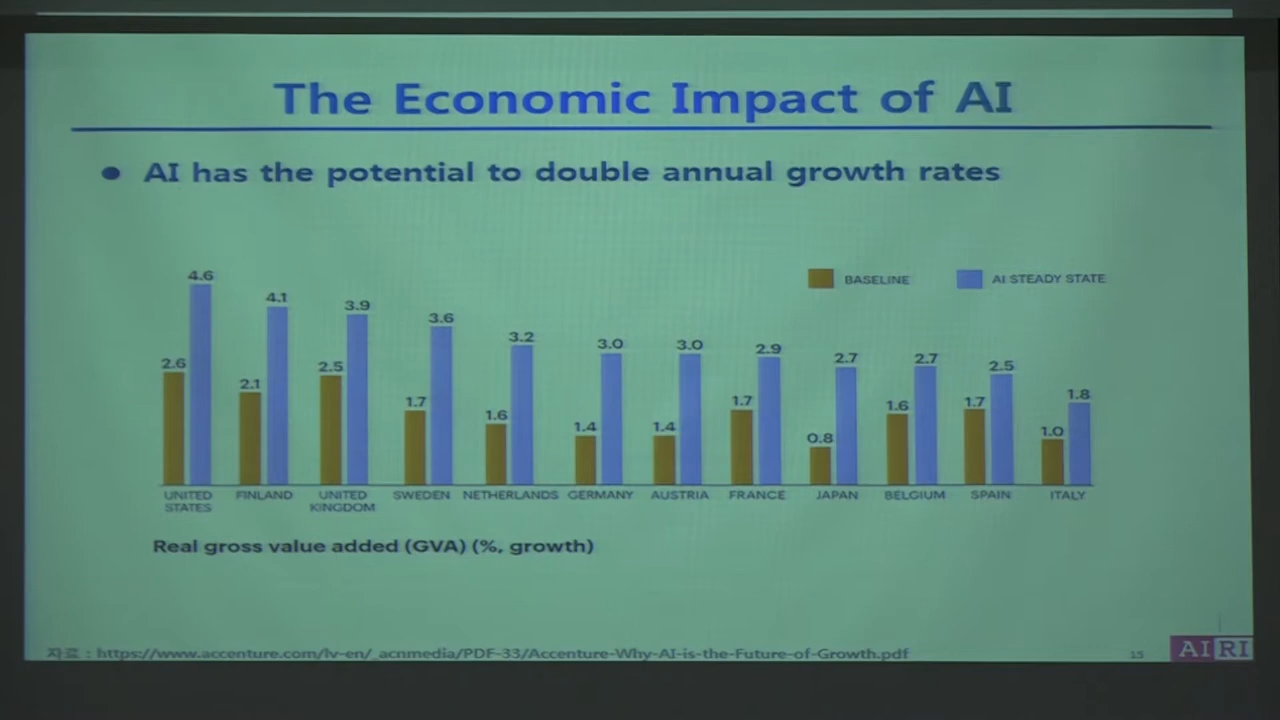 The Economic Impact of AI
● AI has the potential to double annual growth rates
BASELINE AI STEADY STATE
4.6
4.1
3.9
3.6
3.2
3.0
3.0
2.9
2.7
2.7
2.5
1.8
2.6
2.1
2.5
1.7
1.6
1.4
1.4
1.7
0.8
1.6
1.7
1.0
UNITED STATES
FINLAND
UNITED KINGDOM
SWEDEN
NETHERLANDS
GERMANY
AUSTRIA
FRANCE
JAPAN
BELGIUM
SPAIN
ITALY
Real gross value added (GVA) (%, growth)
자료 : https://www.accenture.com/lv-en/_acnmedia/PDF-33/Accenture-Why-AI-is-the-Future-of-Growth.pdf
15
AIRI